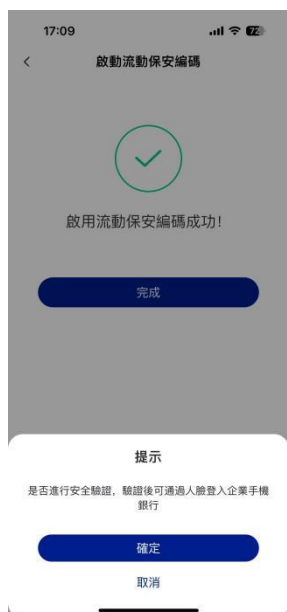 17:09
72
啟動流動保安編碼
啟用流動保安編碼成功!
完成
提示
是否進行安全驗證,驗證後可通過人臉登入企業手機
銀行
確定
取消